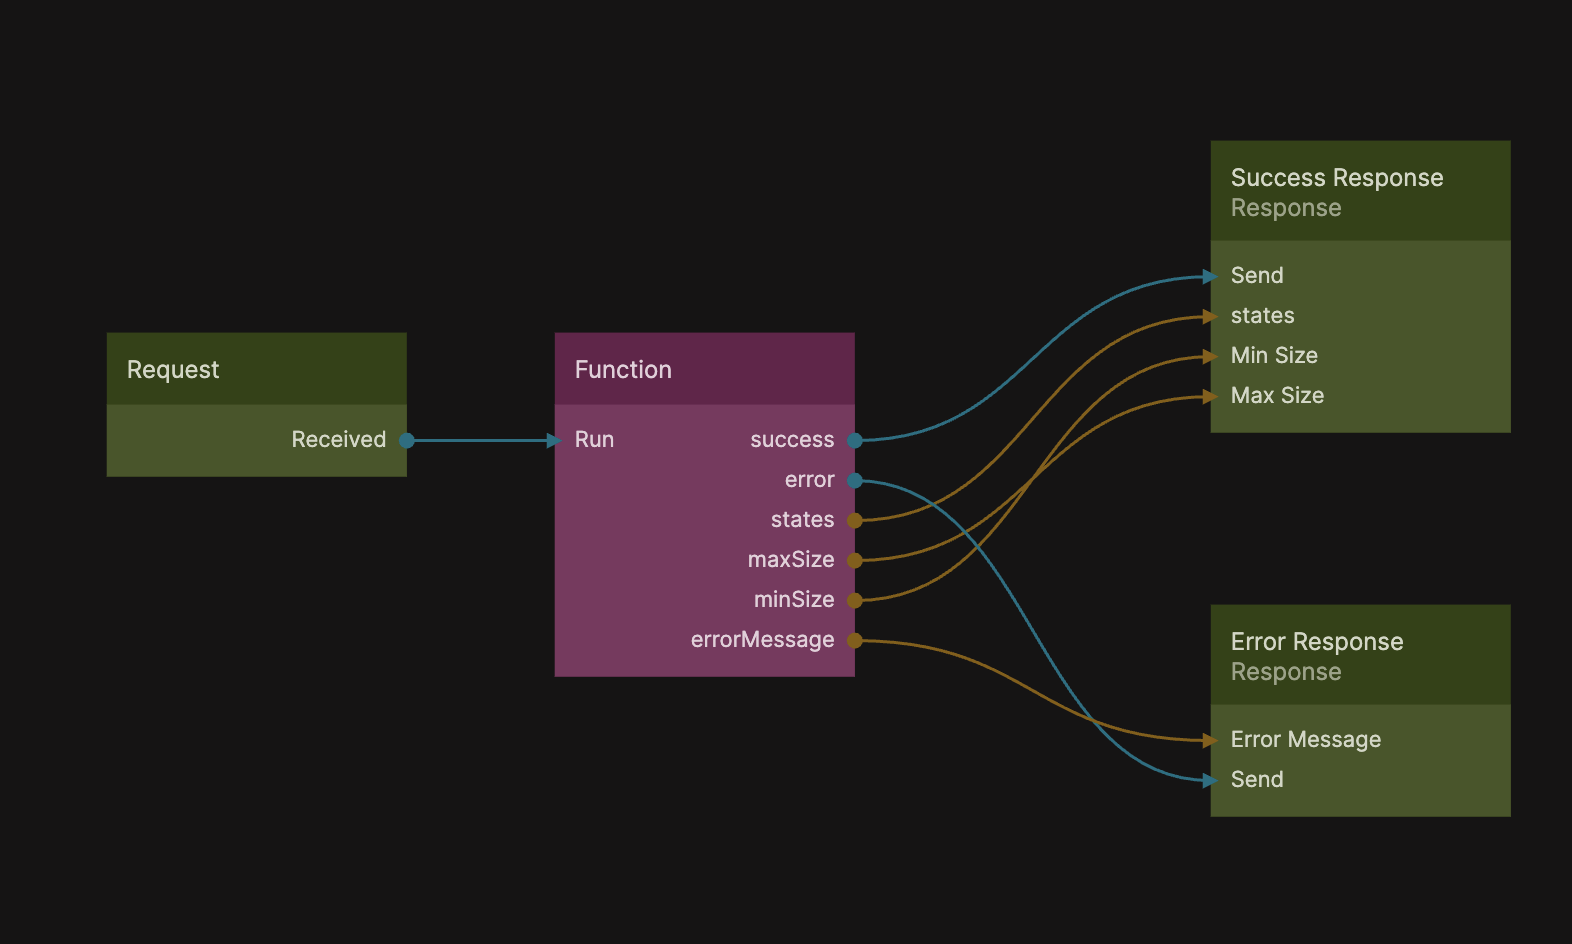 Request
Received
Function
Run
success
error
states
maxSize
minSize
errorMessage
Success Response
Response
Send
states
Min Size
Max Size
Error Response
Response
Error Message
Send